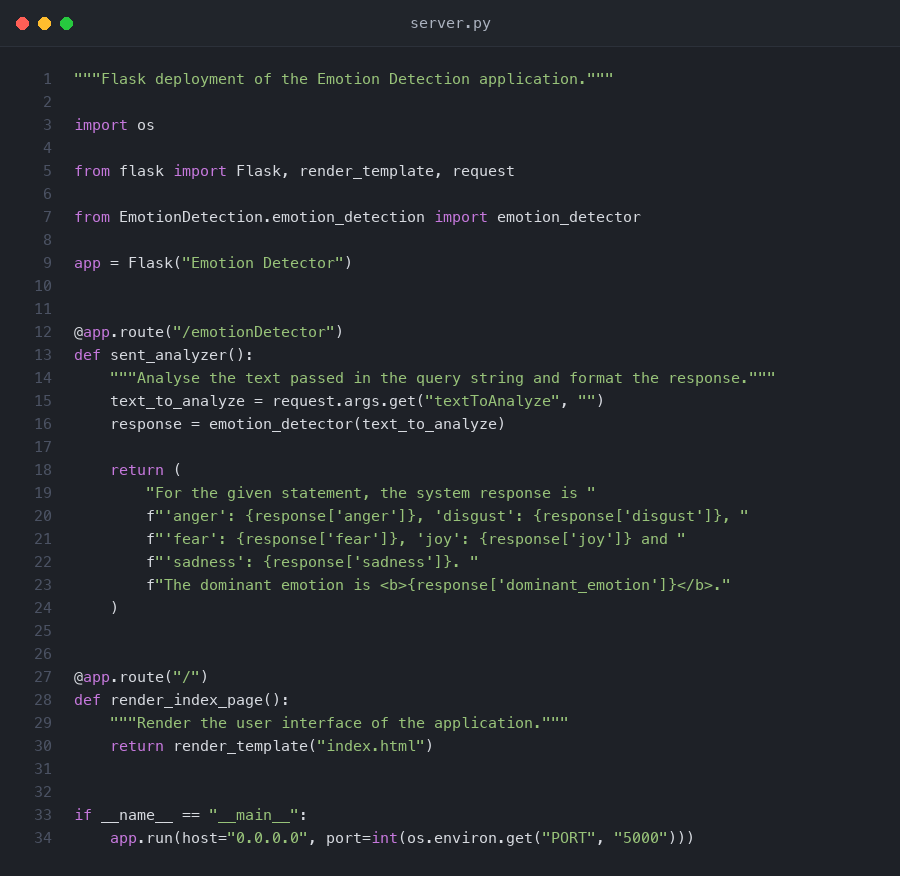 server.py
1 """Flask deployment of the Emotion Detection application."""
2
3 import os
4
5 from flask import Flask, render_template, request
6
7 from EmotionDetection.emotion_detection import emotion_detector
8
9 app = Flask("Emotion Detector")
10
11
12 @app.route("/emotionDetector")
13 def sent_analyzer():
14     """Analyse the text passed in the query string and format the response."""
15     text_to_analyze = request.args.get("textToAnalyze", "")
16     response = emotion_detector(text_to_analyze)
17
18     return (
19         "For the given statement, the system response is "
20         f"'anger': {response['anger']}, 'disgust': {response['disgust']}, "
21         f"'fear': {response['fear']}, 'joy': {response['joy']} and "
22         f"'sadness': {response['sadness']}. "
23         f"The dominant emotion is <b>{response['dominant_emotion']}</b>."
24     )
25
26
27 @app.route("/")
28 def render_index_page():
29     """Render the user interface of the application."""
30     return render_template("index.html")
31
32
33 if __name__ == "__main__":
34     app.run(host="0.0.0.0", port=int(os.environ.get("PORT", "5000")))